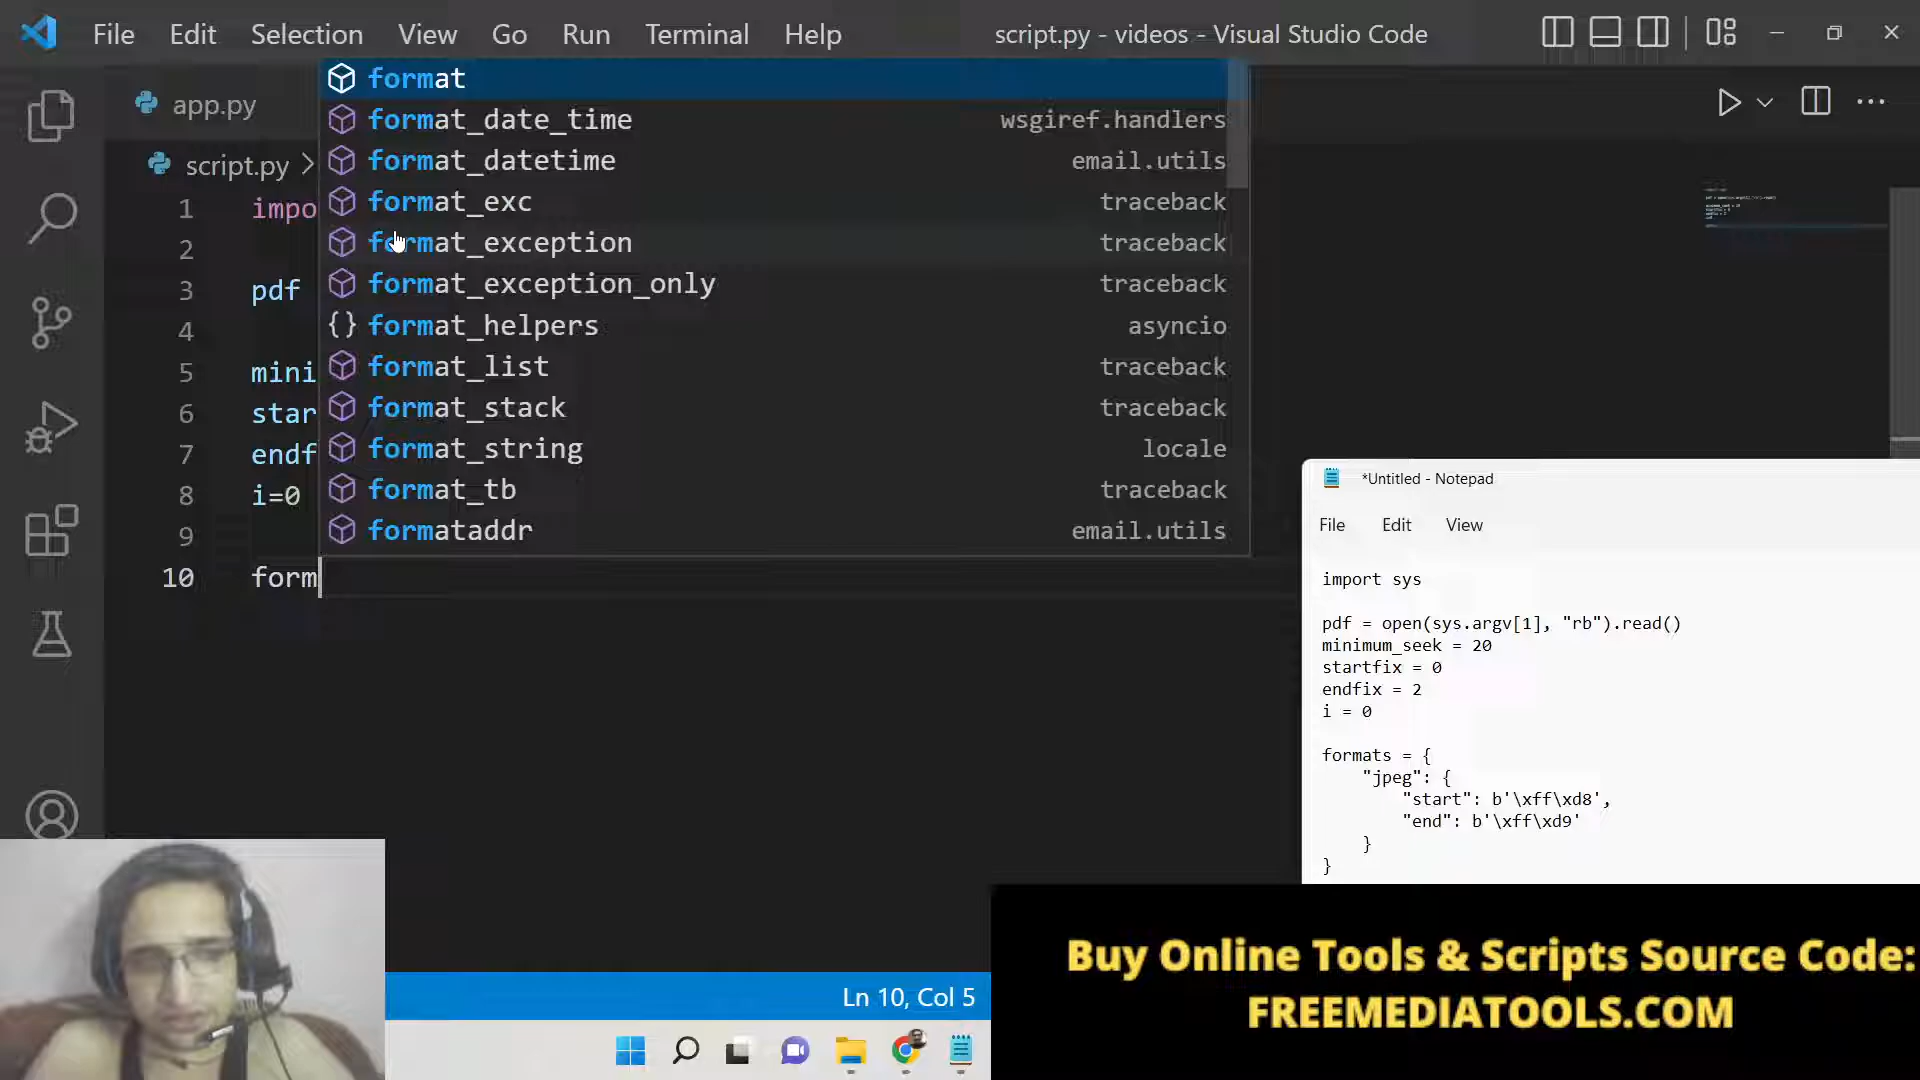 File Edit Selection View Go Run Terminal Help
script.py - videos - Visual Studio Code
app.py
script.py
1 impo
2
3 pdf
4
5 mini
6 star
7 endf
8 i=0
9
10 form
format
format_date_time wsgiref.handlers
format_datetime email.utils
format_exc traceback
format_exception traceback
format_exception_only traceback
format_helpers asyncio
format_list traceback
format_stack traceback
format_string locale
format_tb traceback
formataddr email.utils
*Untitled - Notepad
File Edit View
import sys
pdf = open(sys.argv[1], "rb").read()
minimum_seek = 20
startfix = 0
endfix = 2
i = 0
formats = {
"jpeg": {
"start": b'\xff\xd8',
"end": b'\xff\xd9'
}
}
Ln 10, Col 5
Buy Online Tools & Scripts Source Code:
FREEMEDIATOOLS.COM